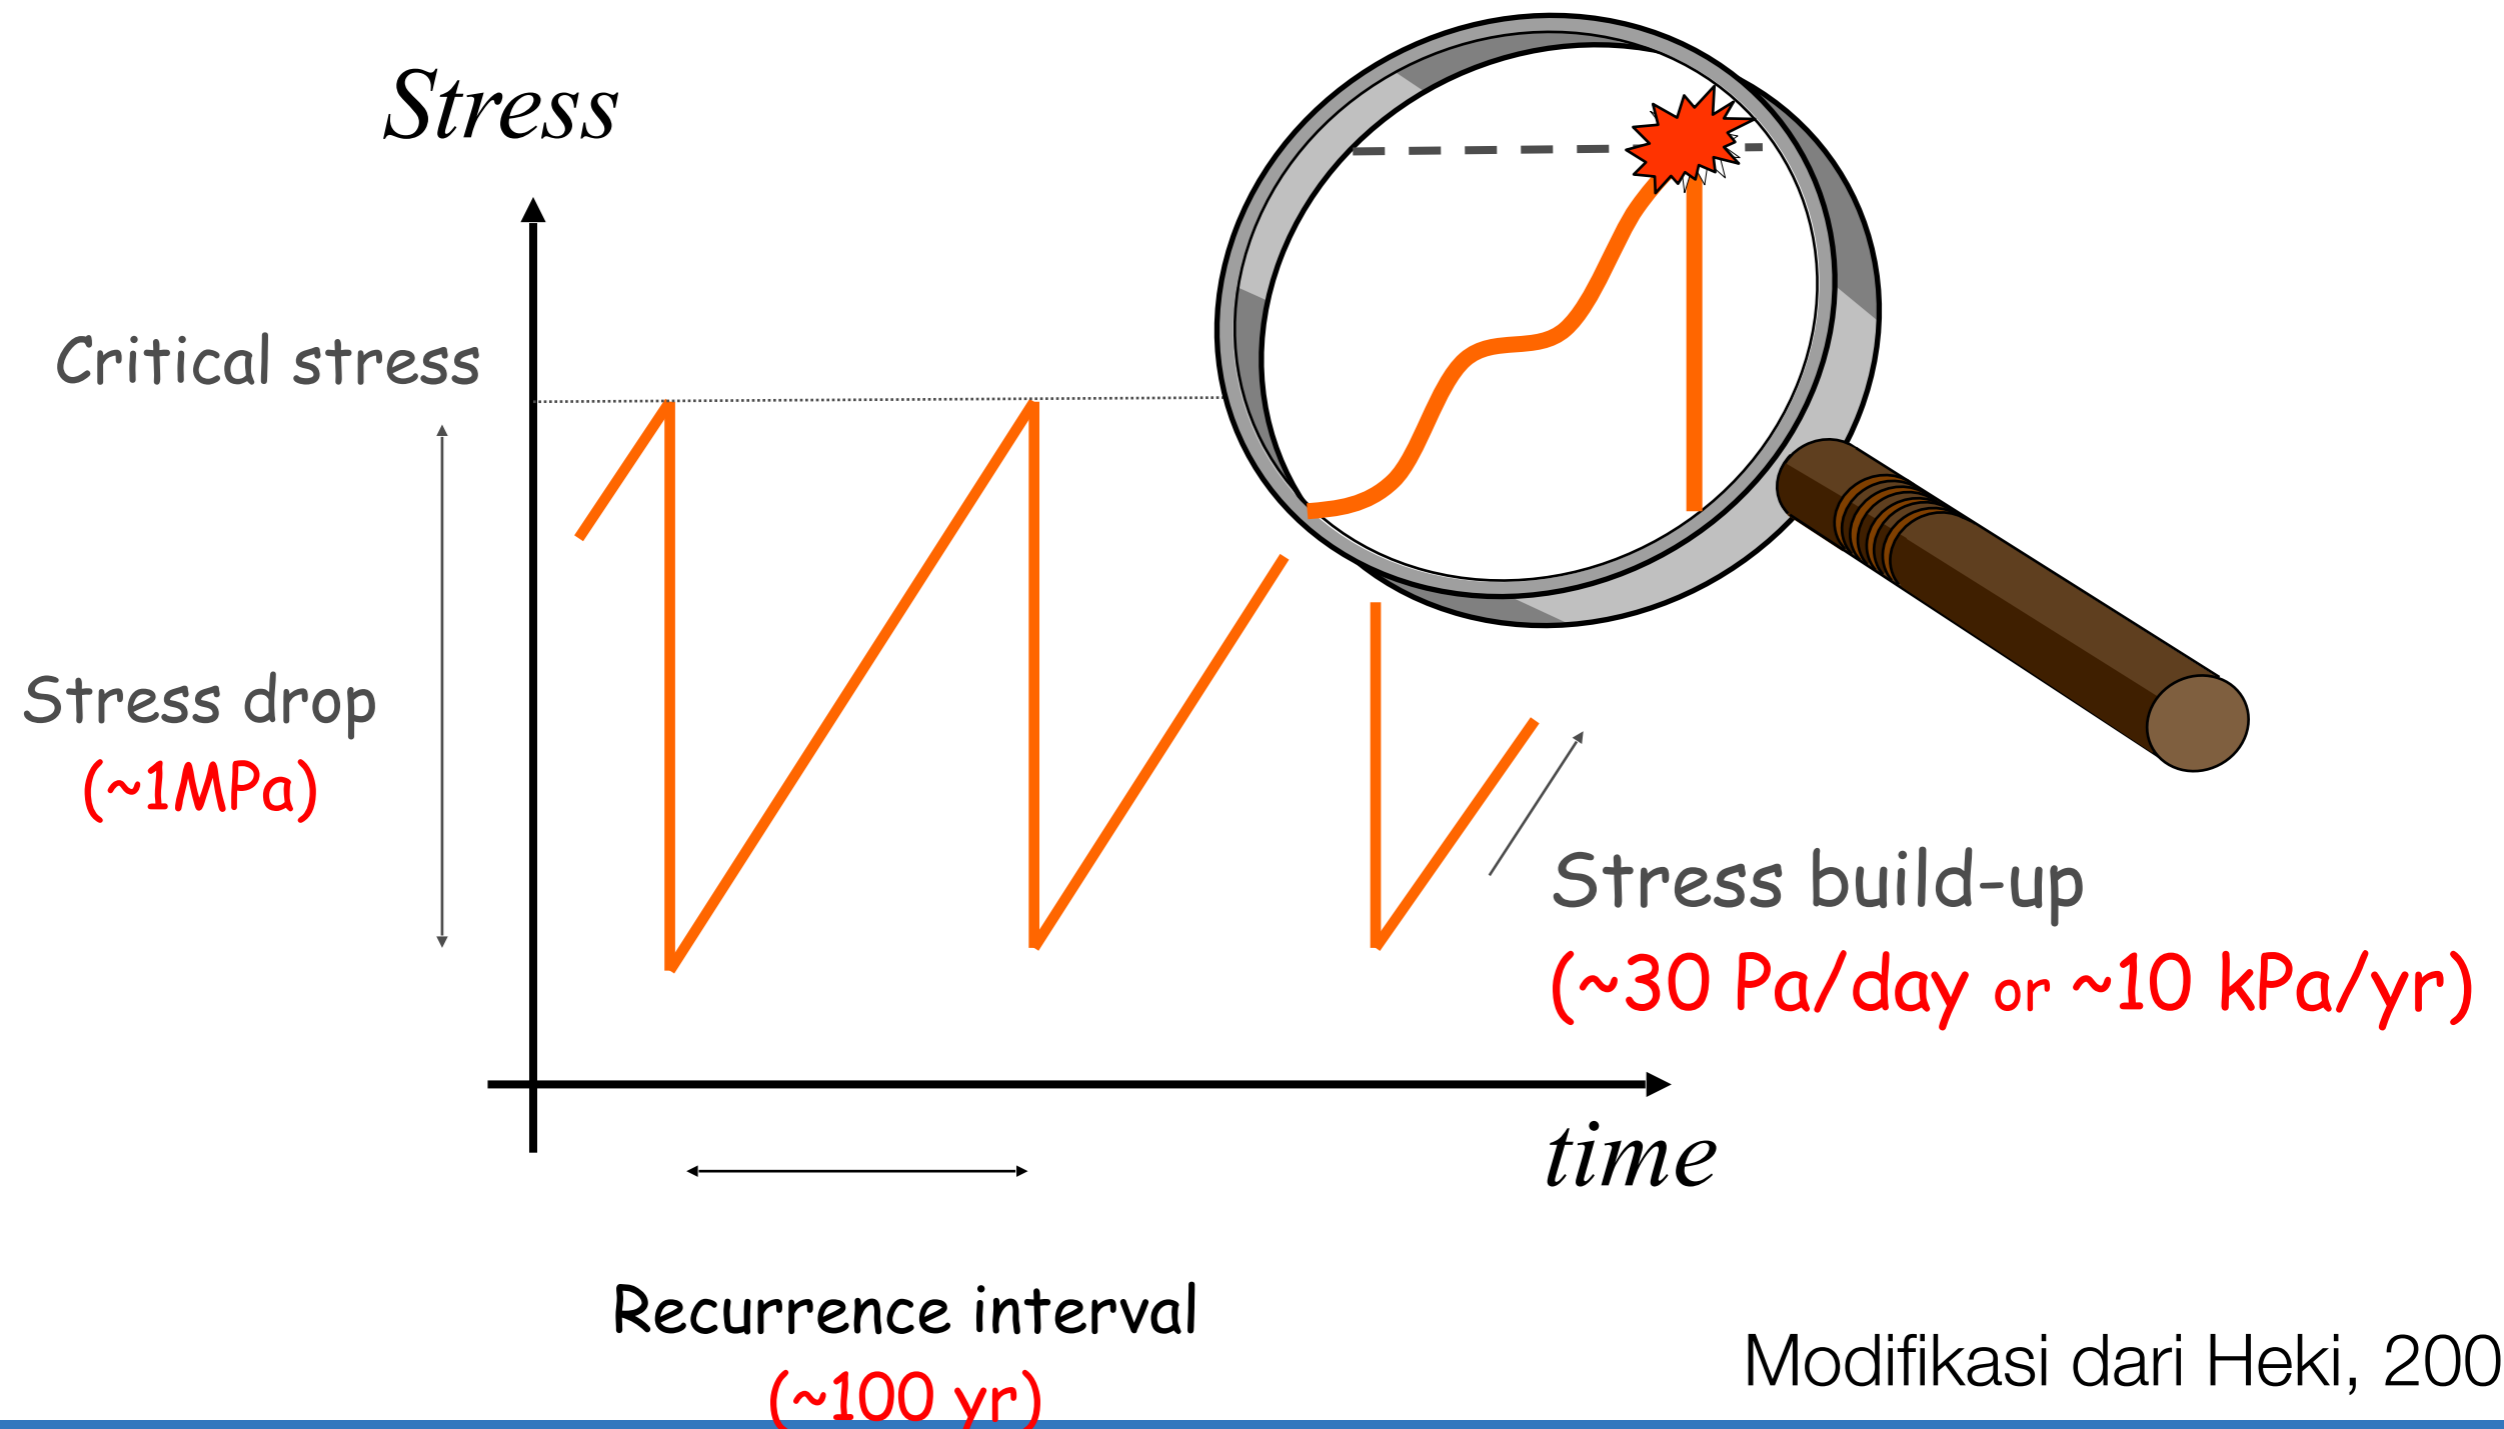 Stress
Critical stress
Stress drop
(~1MPa)
Stress build-up
(~30 Pa/day or ~10 kPa/yr)
time
Recurrence interval
(~100 yr)
Modifikasi dari Heki, 200